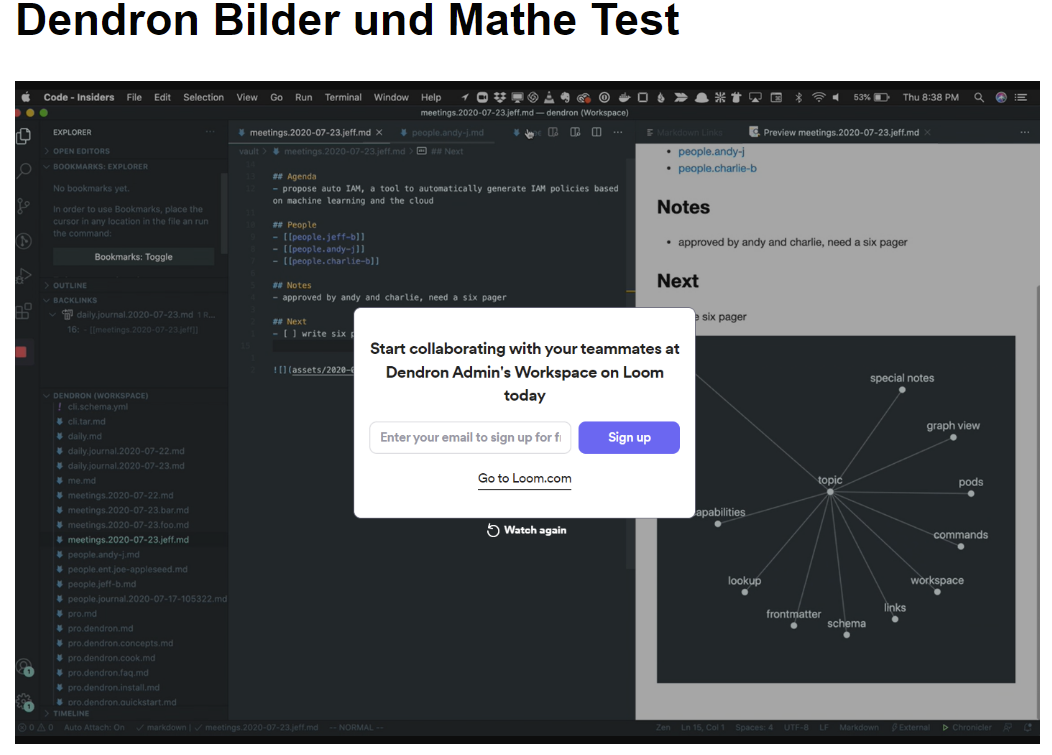 Dendron Bilder und Mathe Test
Code - Insiders File Edit Selection View Go Run Terminal Window Help 53% Thu 8:38 PM
meetings.2020-07-23.jeff.md — dendron (Workspace)
EXPLORER
OPEN EDITORS
BOOKMARKS: EXPLORER
No bookmarks yet.
In order to use Bookmarks, place the
cursor in any location in the file an run
the command:
Bookmarks: Toggle
OUTLINE
BACKLINKS
daily.journal.2020-07-23.md 1 R...
16: - [[meetings.2020-07-23.jeff]]
DENDRON (WORKSPACE)
cli.schema.yml
cli.tar.md
daily.md
daily.journal.2020-07-22.md
daily.journal.2020-07-23.md
me.md
meetings.2020-07-22.md
meetings.2020-07-23.bar.md
meetings.2020-07-23.foo.md
meetings.2020-07-23.jeff.md
people.andy-j.md
people.ent.joe-appleseed.md
people.jeff-b.md
people.journal.2020-07-17-105322.md
pro.md
pro.dendron.md
pro.dendron.concepts.md
pro.dendron.cook.md
pro.dendron.faq.md
pro.dendron.install.md
pro.dendron.quickstart.md
TIMELINE
meetings.2020-07-23.jeff.md people.andy-j.md
vault > meetings.2020-07-23.jeff.md > ## Next
## Agenda
- propose auto IAM, a tool to automatically generate IAM policies based
on machine learning and the cloud
## People
- [[people.jeff-b]]
- [[people.andy-j]]
- [[people.charlie-b]]
## Notes
- approved by andy and charlie, need a six pager
## Next
- [ ] write six p
![](assets/2020-0
Markdown Links Preview meetings.2020-07-23.jeff.md
people.andy-j
people.charlie-b
Notes
approved by andy and charlie, need a six pager
Next
six pager
special notes
graph view
topic
pods
apabilities
commands
lookup
workspace
frontmatter
links
schema
Start collaborating with your teammates at
Dendron Admin's Workspace on Loom
today
Enter your email to sign up for f
Sign up
Go to Loom.com
Watch again
0 0 Auto Attach: On markdown | meetings.2020-07-23.jeff.md -- NORMAL -- Zen Ln 15, Col 1 Spaces: 4 UTF-8 LF Markdown External Chronicler